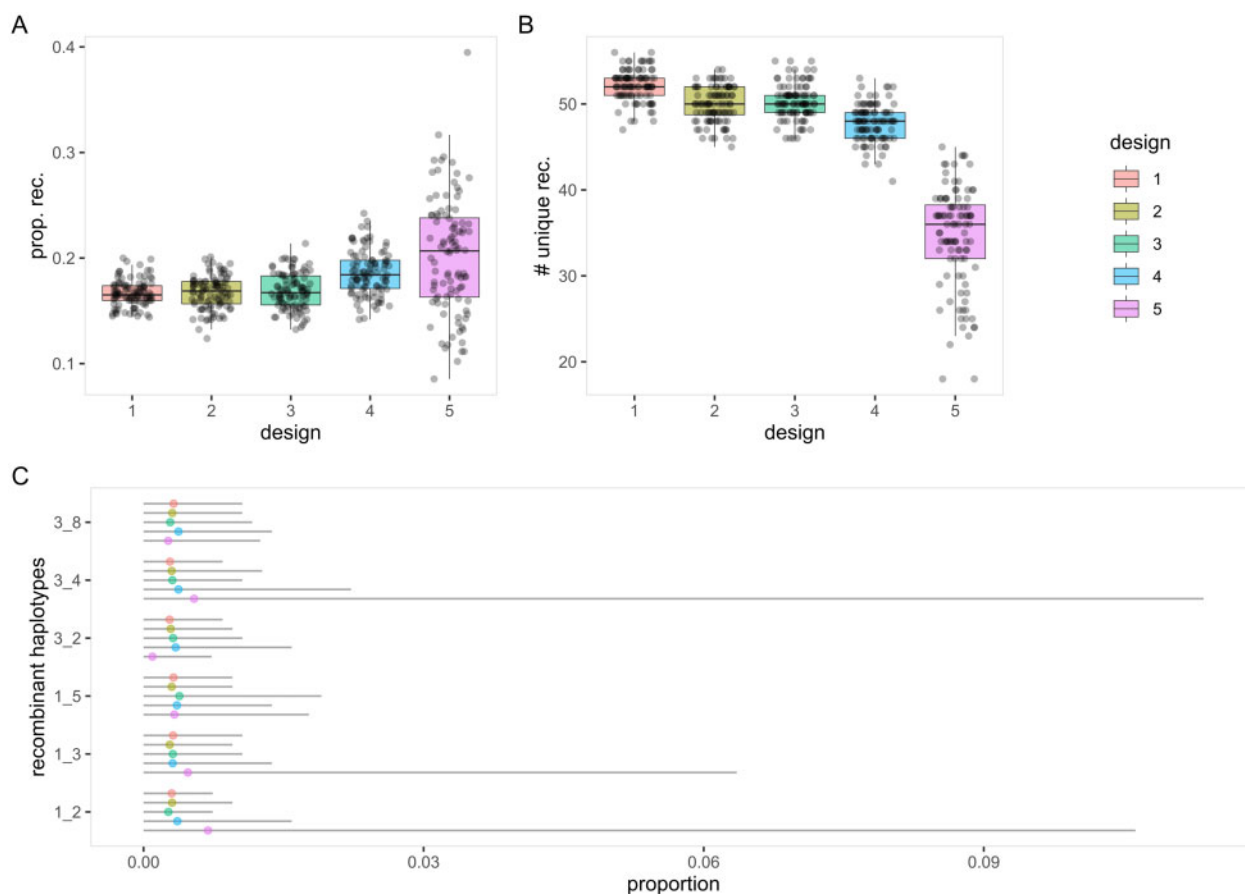 A
0.4
0.3
0.2
0.1
prop. rec.
1 2 3 4 5
design
B
50
40
30
20
# unique rec.
1 2 3 4 5
design
design
1
2
3
4
5
C
recombinant haplotypes
3_8
3_4
3_2
1_5
1_3
1_2
0.00 0.03 0.06 0.09
proportion